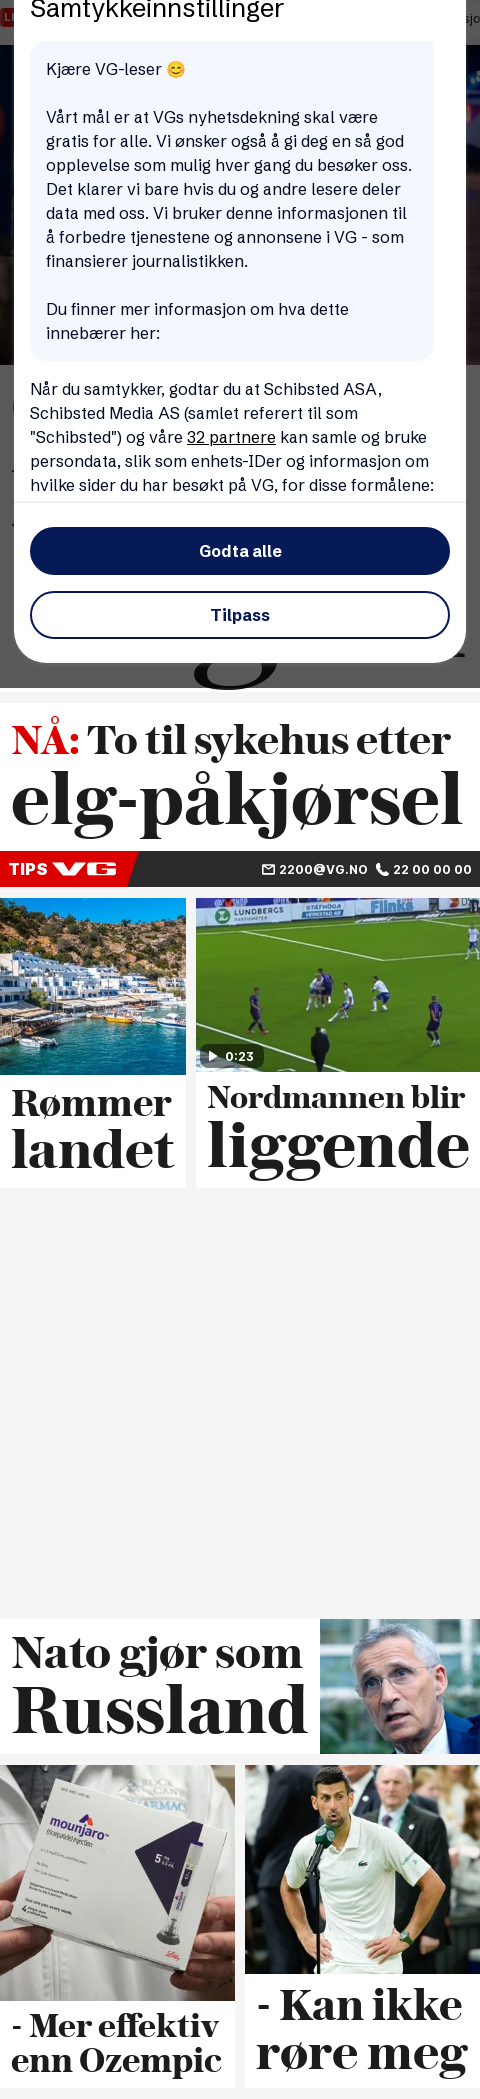 Samtykkeinnstillinger
Kjære VG-leser 😊
Vårt mål er at VGs nyhetsdekning skal være
gratis for alle. Vi ønsker også å gi deg en så god
opplevelse som mulig hver gang du besøker oss.
Det klarer vi bare hvis du og andre lesere deler
data med oss. Vi bruker denne informasjonen til
å forbedre tjenestene og annonsene i VG - som
finansierer journalistikken.
Du finner mer informasjon om hva dette
innebærer her:
Når du samtykker, godtar du at Schibsted ASA,
Schibsted Media AS (samlet referert til som
"Schibsted") og våre 32 partnere kan samle og bruke
persondata, slik som enhets-IDer og informasjon om
hvilke sider du har besøkt på VG, for disse formålene:
Godta alle
Tilpass
NÅ: To til sykehus etter
elg-påkjørsel
TIPS VG 2200@VG.NO 22 00 00 00
LUNDBERGS
STÄTHÖGA
VERKSTAD AB
Flinks
0:23
Rømmer
landet
Nordmannen blir
liggende
Nato gjør som
Russland
mounjaro
(tirzepatide) injection
5
Lilly
- Mer effektiv
enn Ozempic
- Kan ikke
røre meg